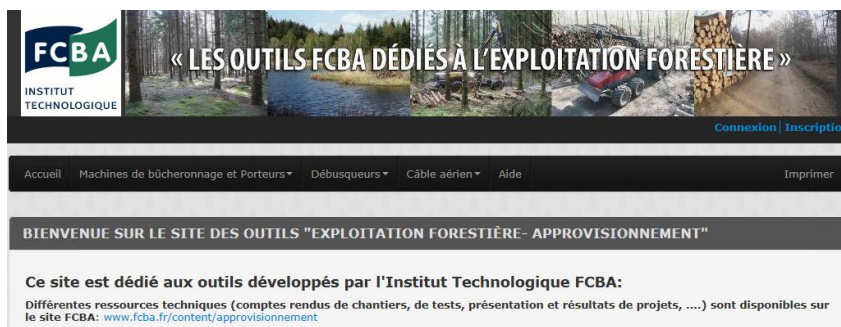 FCBA
INSTITUT
TECHNOLOGIQUE
« LES OUTILS FCBA DÉDIÉS À L'EXPLOITATION FORESTIÈRE »
Connexion | Inscriptio
Accueil Machines de bûcheronnage et Porteurs Débusqueurs Câble aérien Aide Imprimer
BIENVENUE SUR LE SITE DES OUTILS "EXPLOITATION FORESTIÈRE- APPROVISIONNEMENT"
Ce site est dédié aux outils développés par l'Institut Technologique FCBA:
Différentes ressources techniques (comptes rendus de chantiers, de tests, présentation et résultats de projets, ....) sont disponibles sur
le site FCBA: www.fcba.fr/content/approvisionnement